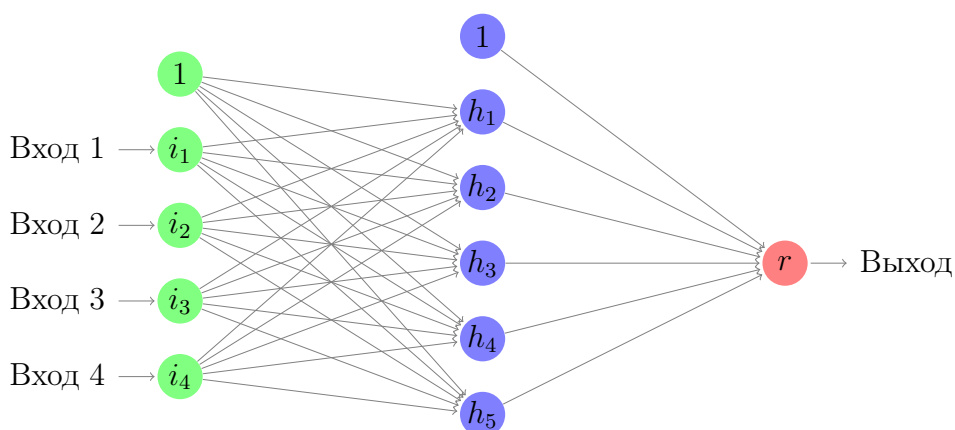 1
1
h₁
Вход 1 i₁
h₂
Вход 2 i₂
h₃ r Выход
Вход 3 i₃
h₄
Вход 4 i₄
h₅